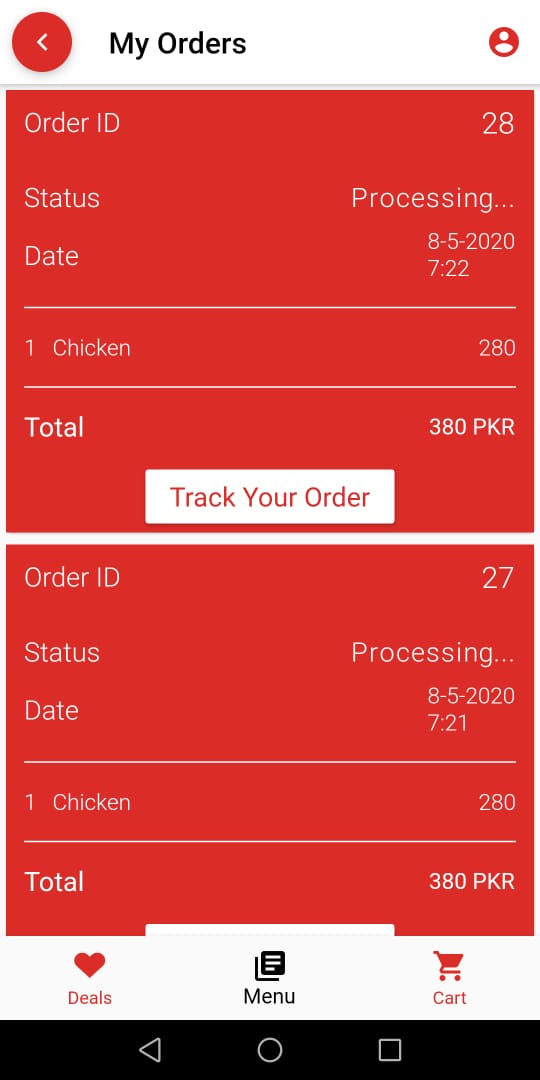 My Orders
Order ID 28
Status Processing...
Date 8-5-2020
7:22
1 Chicken 280
Total 380 PKR
Track Your Order
Order ID 27
Status Processing...
Date 8-5-2020
7:21
1 Chicken 280
Total 380 PKR
Deals Menu Cart